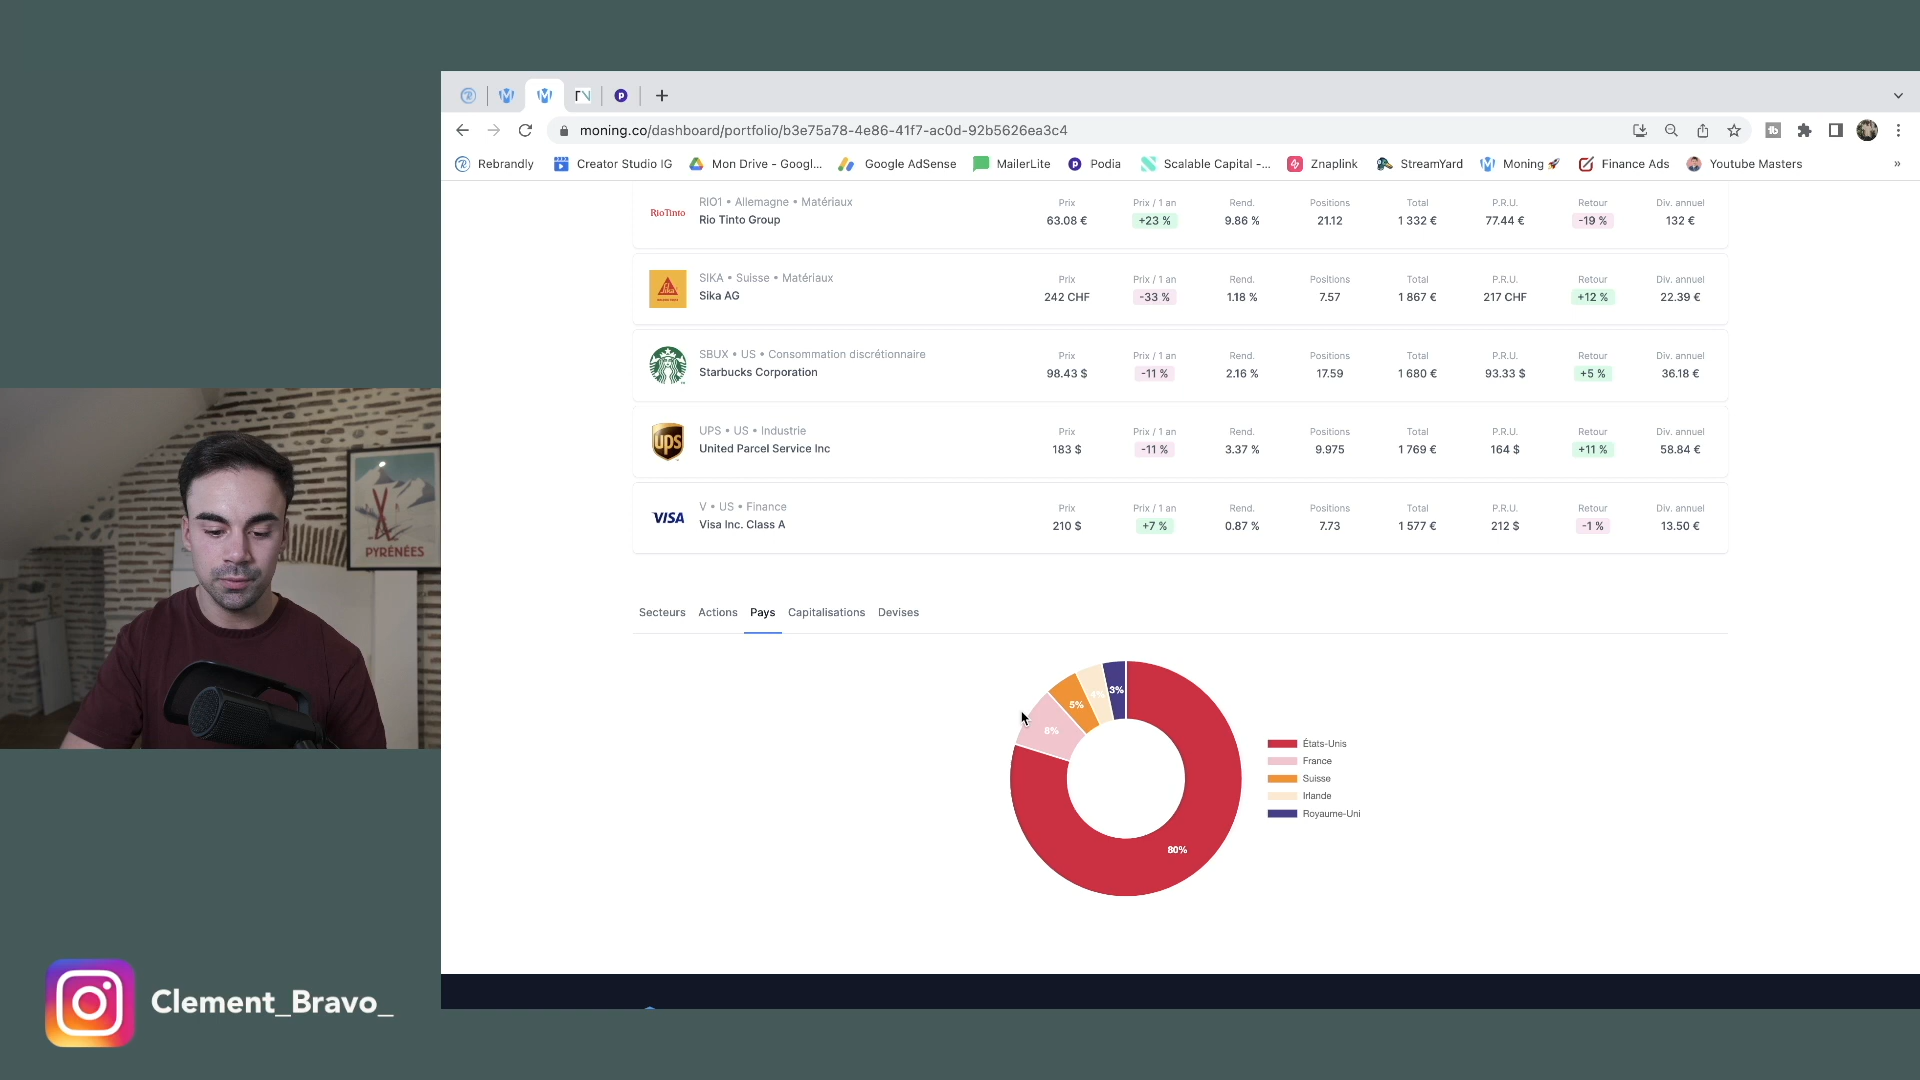 moning.co/dashboard/portfolio/b3e75a78-4e86-41f7-ac0d-92b5626ea3c4
Rebrandly Creator Studio IG Mon Drive - Googl... Google AdSense MailerLite Podia Scalable Capital -... Znaplink StreamYard Moning 🚀 Finance Ads Youtube Masters »
RioTinto
RIO1 • Allemagne • Matériaux
Rio Tinto Group
Prix Prix / 1 an Rend. Positions Total P.R.U. Retour Div. annuel
63.08 € +23 % 9.86 % 21.12 1 332 € 77.44 € -19 % 132 €
SIKA • Suisse • Matériaux
Sika AG
Prix Prix / 1 an Rend. Positions Total P.R.U. Retour Div. annuel
242 CHF -33 % 1.18 % 7.57 1 867 € 217 CHF +12 % 22.39 €
SBUX • US • Consommation discrétionnaire
Starbucks Corporation
Prix Prix / 1 an Rend. Positions Total P.R.U. Retour Div. annuel
98.43 $ -11 % 2.16 % 17.59 1 680 € 93.33 $ +5 % 36.18 €
ups
UPS • US • Industrie
United Parcel Service Inc
Prix Prix / 1 an Rend. Positions Total P.R.U. Retour Div. annuel
183 $ -11 % 3.37 % 9.975 1 769 € 164 $ +11 % 58.84 €
VISA
V • US • Finance
Visa Inc. Class A
Prix Prix / 1 an Rend. Positions Total P.R.U. Retour Div. annuel
210 $ +7 % 0.87 % 7.73 1 577 € 212 $ -1 % 13.50 €
Secteurs Actions Pays Capitalisations Devises
3%
4%
5%
8%
80%
États-Unis
France
Suisse
Irlande
Royaume-Uni
PYRÉNÉES
Clement_Bravo_